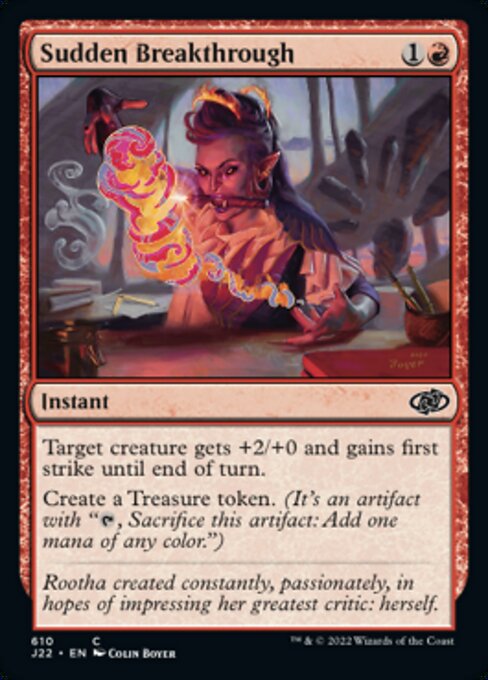 Sudden Breakthrough 1
Boyer
Instant
Target creature gets +2/+0 and gains first
strike until end of turn.
Create a Treasure token. (It's an artifact
with “, Sacrifice this artifact: Add one
mana of any color.”)
Rootha created constantly, passionately, in
hopes of impressing her greatest critic: herself.
610 C
J22 • EN Colin Boyer
™ & © 2022 Wizards of the Coast